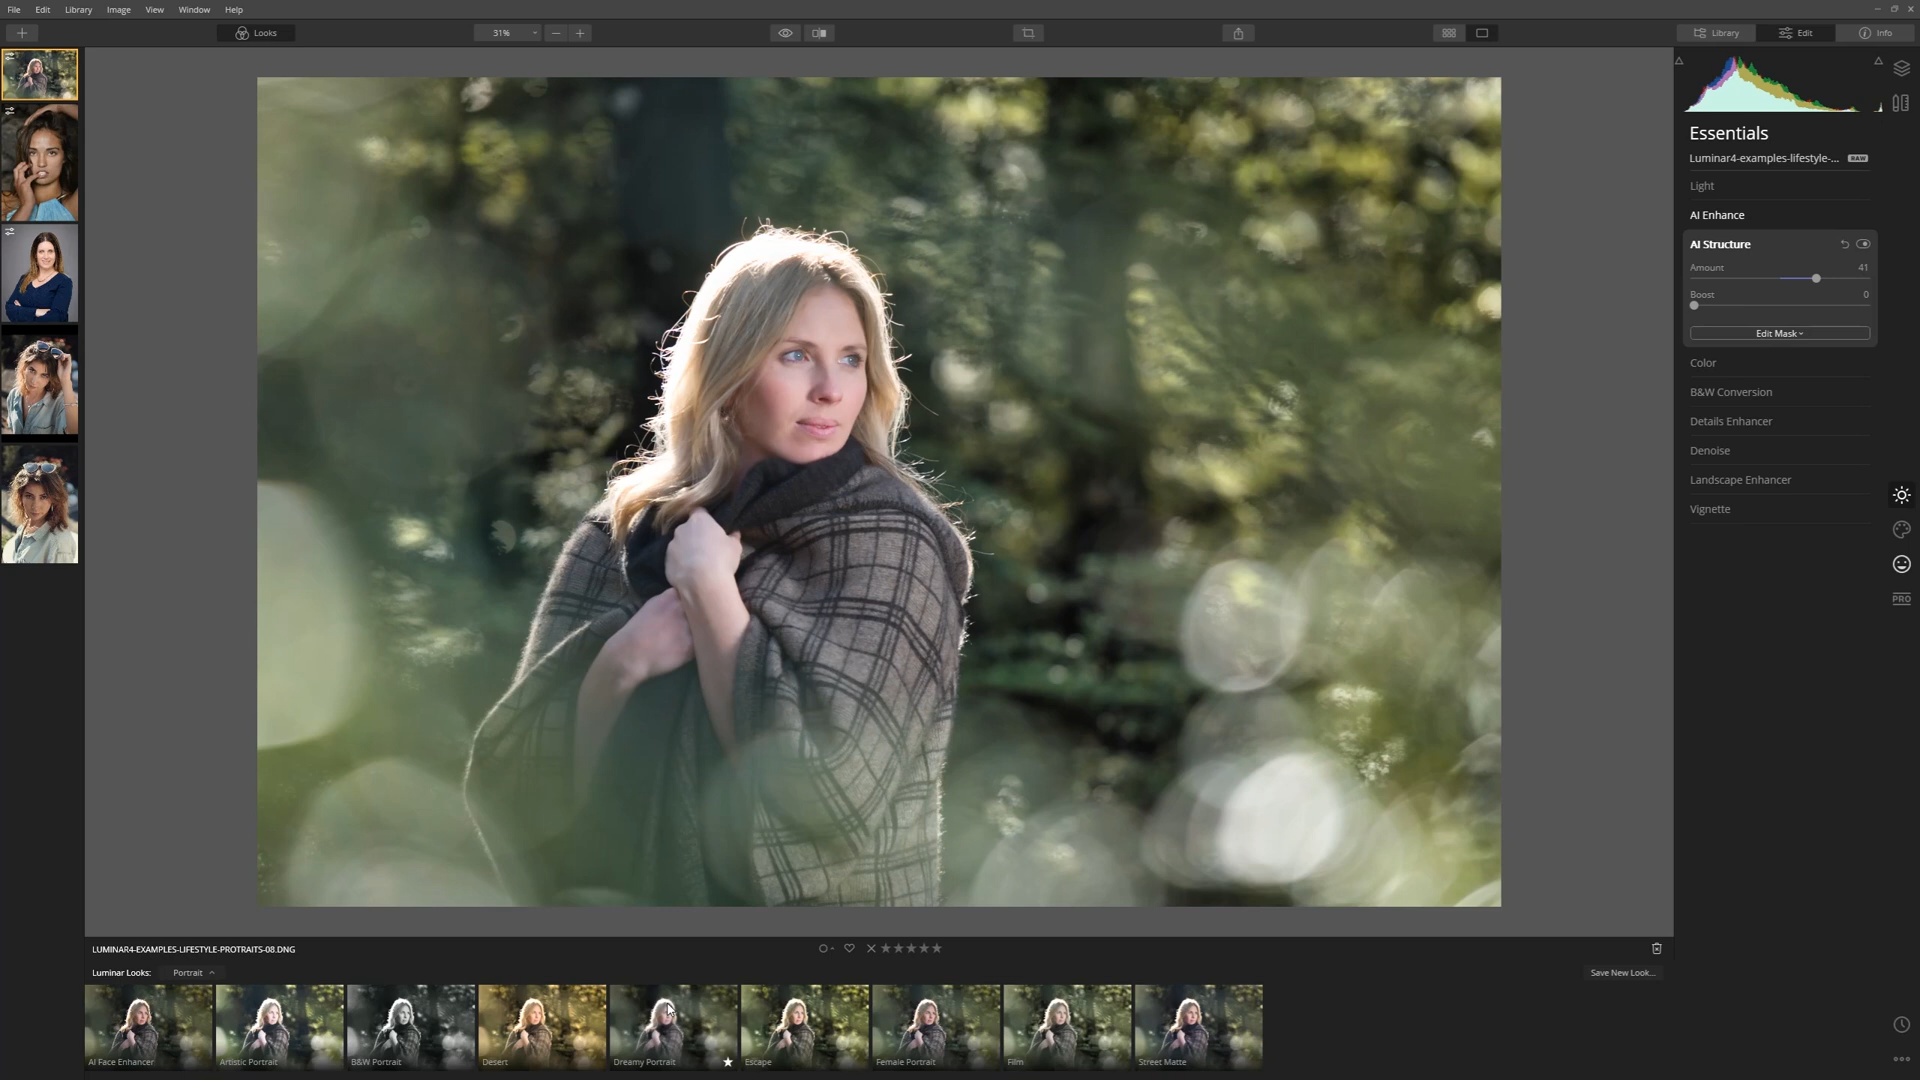 File Edit Library Image View Window Help
Looks 31% Library Edit Info
Essentials
Luminar4-examples-lifestyle-... RAW
Light
AI Enhance
AI Structure
Amount 41
Boost 0
Edit Mask
Color
B&W Conversion
Details Enhancer
Denoise
Landscape Enhancer
Vignette
PRO
LUMINAR4-EXAMPLES-LIFESTYLE-PROTRAITS-08.DNG
Luminar Looks: Portrait Save New Look...
AI Face Enhancer Artistic Portrait B&W Portrait Desert Dreamy Portrait Escape Female Portrait Film Street Matte